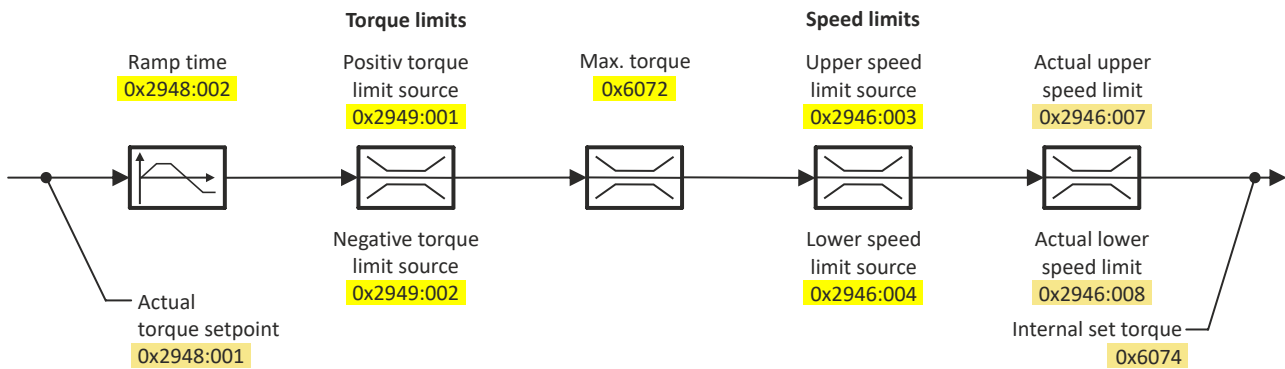 Torque limits
Speed limits
Ramp time
0x2948:002
Positiv torque
limit source
0x2949:001
Max. torque
0x6072
Upper speed
limit source
0x2946:003
Actual upper
speed limit
0x2946:007
Negative torque
limit source
0x2949:002
Lower speed
limit source
0x2946:004
Actual lower
speed limit
0x2946:008
Actual
torque setpoint
0x2948:001
Internal set torque
0x6074